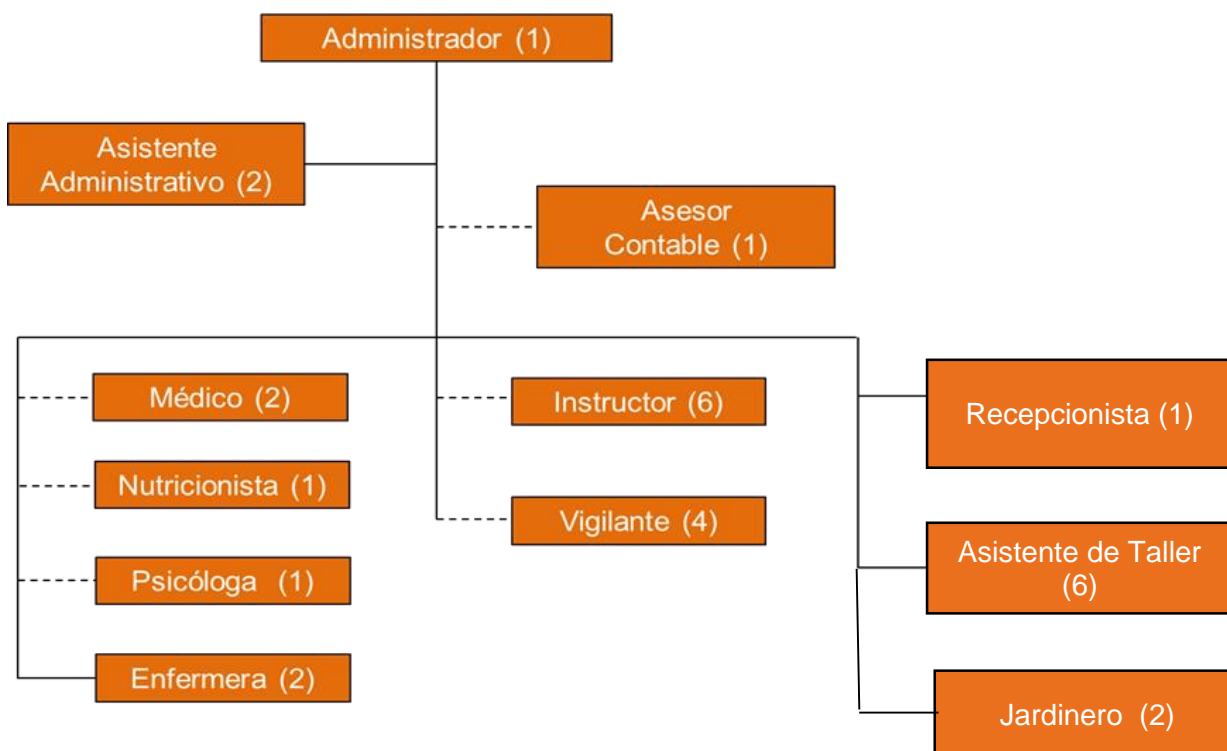 Administrador (1)
Asistente
Administrativo (2)
Asesor
Contable (1)
Médico (2)
Nutricionista (1)
Psicóloga (1)
Enfermera (2)
Instructor (6)
Vigilante (4)
Recepcionista (1)
Asistente de Taller
(6)
Jardinero (2)